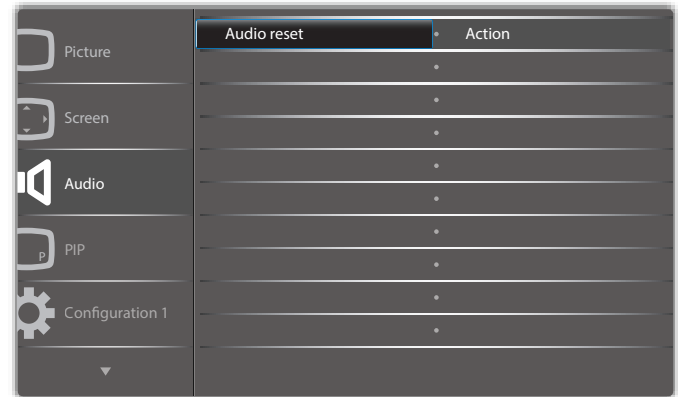 Picture
Audio reset
Action
Screen
Audio
P
PIP
Configuration 1